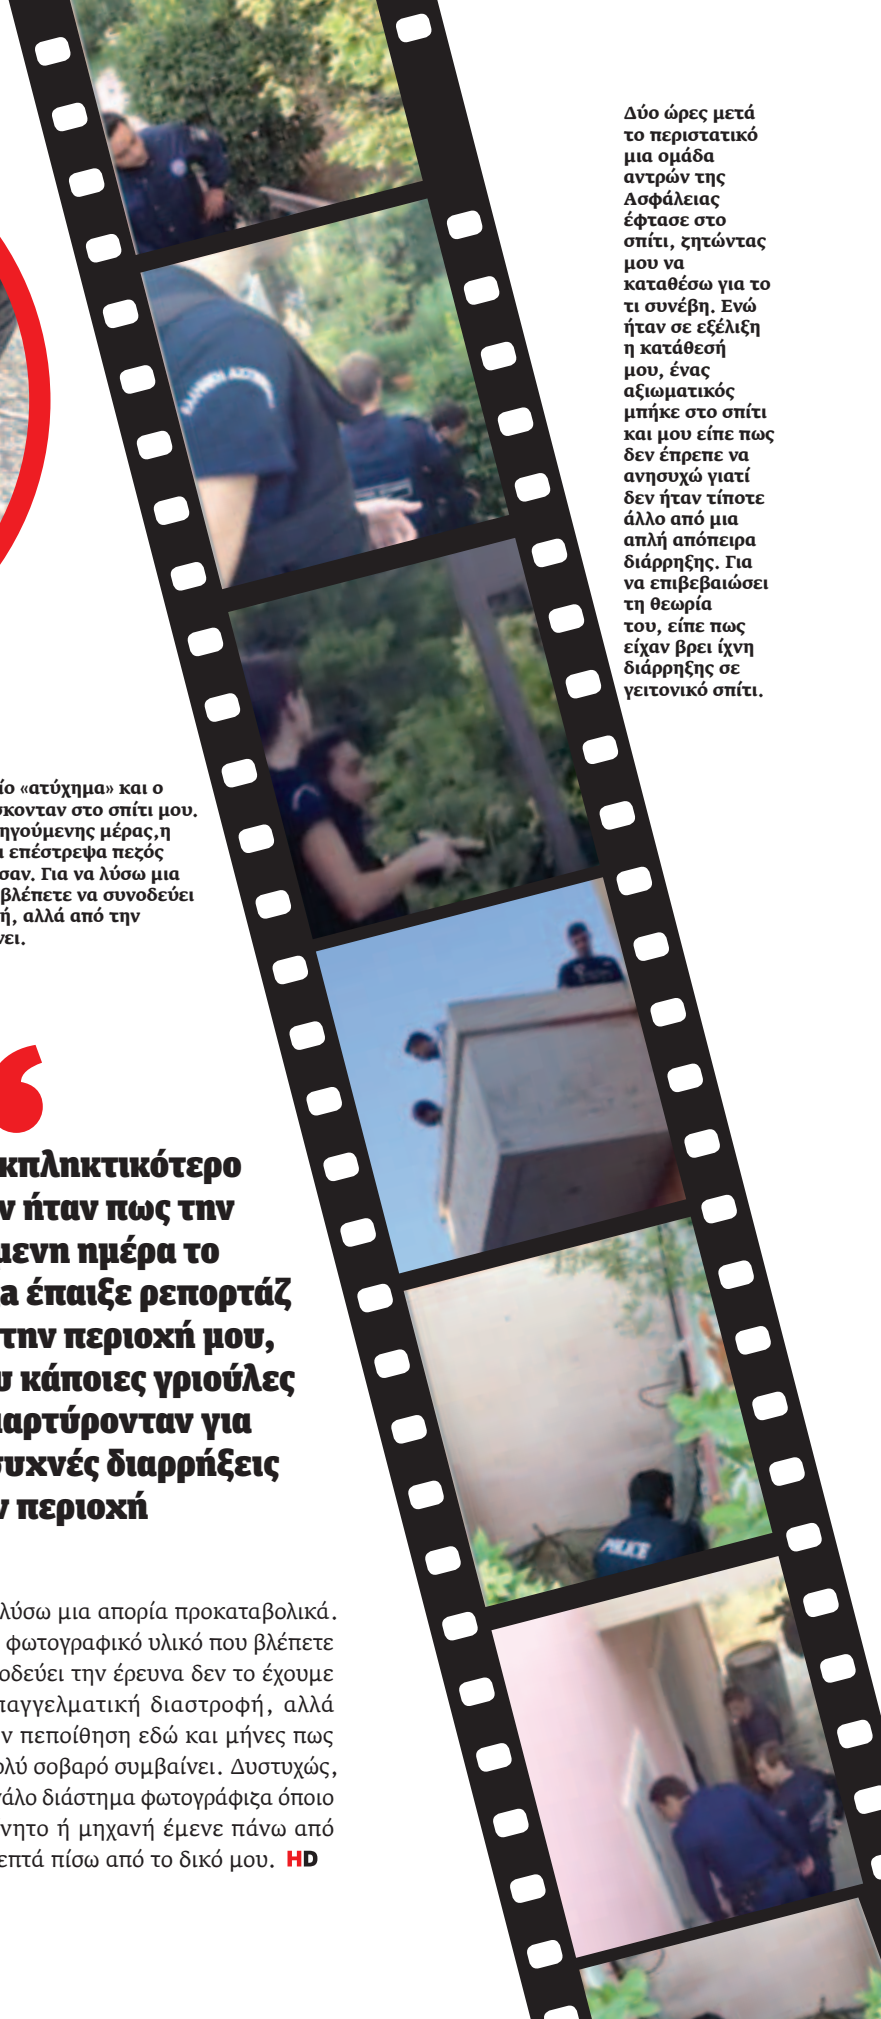 Δύο ώρες μετά
το περιστατικό
μια ομάδα
αντρών της
Ασφάλειας
έφτασε στο
σπίτι, ζητώντας
μου να
καταθέσω για το
τι συνέβη. Ενώ
ήταν σε εξέλιξη
η κατάθεσή
μου, ένας
αξιωματικός
μπήκε στο σπίτι
και μου είπε πως
δεν έπρεπε να
ανησυχώ γιατί
δεν ήταν τίποτε
άλλο από μια
απλή απόπειρα
διάρρηξης. Για
να επιβεβαιώσει
τη θεωρία
του, είπε πως
είχαν βρει ίχνη
διάρρηξης σε
γειτονικό σπίτι.
ίο «ατύχημα» και ο
σκονταν στο σπίτι μου.
ηγούμενης μέρας,η
ι επέστρεψα πεζός
σαν. Για να λύσω μια
βλέπετε να συνοδεύει
ή, αλλά από την
νει.
κπληκτικότερο
ν ήταν πως την
μενη ημέρα το
α έπαιξε ρεπορτάζ
την περιοχή μου,
υ κάποιες γριούλες
μαρτύρονταν για
συχνές διαρρήξεις
ν περιοχή
λύσω μια απορία προκαταβολικά.
φωτογραφικό υλικό που βλέπετε
οδεύει την έρευνα δεν το έχουμε
παγγελματική διαστροφή, αλλά
ν πεποίθηση εδώ και μήνες πως
ολύ σοβαρό συμβαίνει. Δυστυχώς,
γάλο διάστημα φωτογράφιζα όποιο
νητο ή μηχανή έμενε πάνω από
επτά πίσω από το δικό μου. HD
ΕΛΛΗΝΙΚΗ ΑΣΤΥΝΟΜΙΑ
POLICE